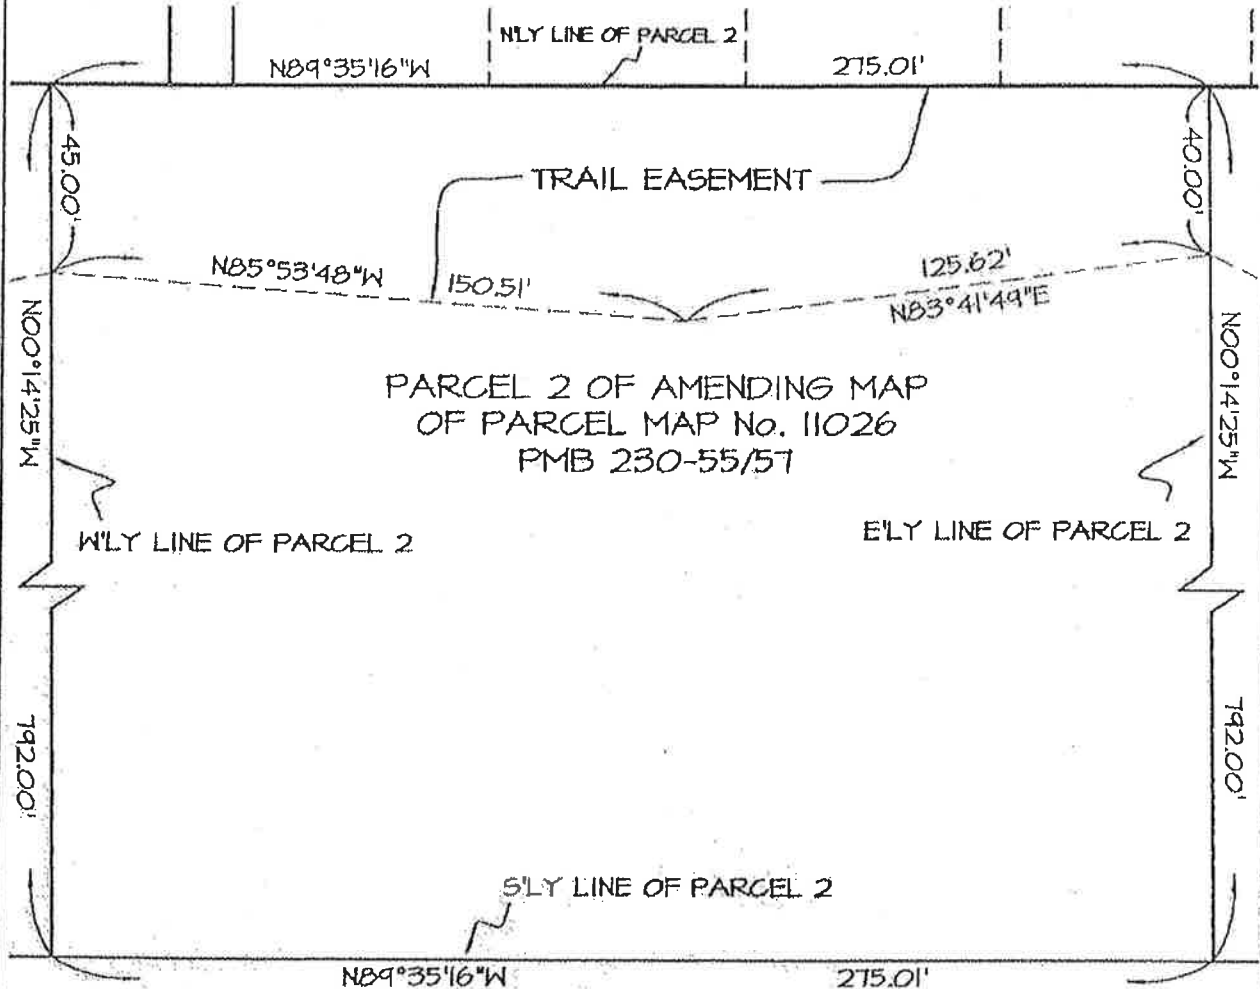 N'LY LINE OF PARCEL 2
N89°35'16"W
275.01'
45.00'
40.00'
TRAIL EASEMENT
N85°53'48"W
150.51'
125.62'
N83°41'49"E
N00°14'25"W
N00°14'25"W
PARCEL 2 OF AMENDING MAP
OF PARCEL MAP No. 11026
PMB 230-55/57
W'LY LINE OF PARCEL 2
E'LY LINE OF PARCEL 2
792.00'
792.00'
S'LY LINE OF PARCEL 2
N89°35'16"W
275.01'